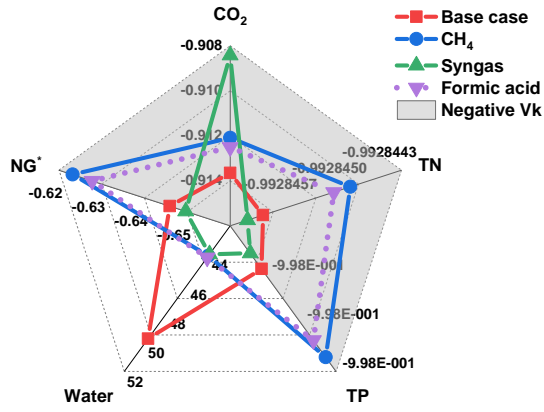 CO₂
-0.908
-0.910
-0.912
-0.914
TN
-0.9928443
-0.9928450
-0.9928457
TP
-9.98E-001
-9.98E-001
-9.98E-001
Water
44
46
48
50
52
NG*
-0.62
-0.63
-0.64
-0.65
Base case
CH₄
Syngas
Formic acid
Negative Vk